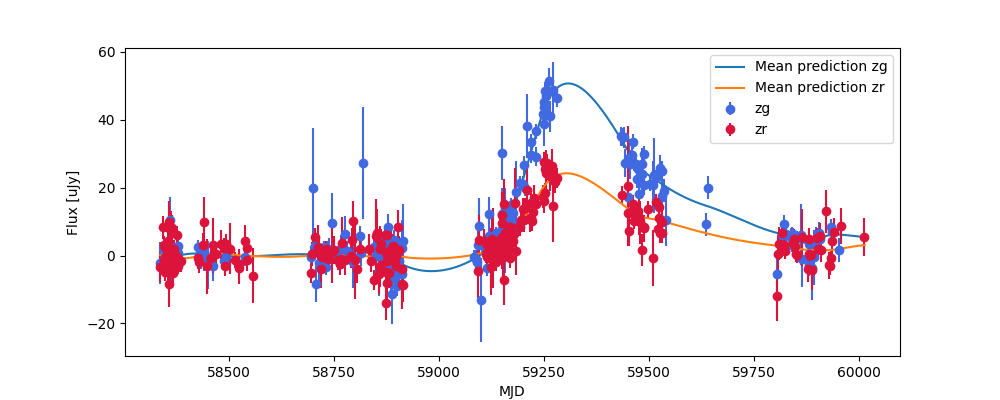 60
40
20
0
−20
Flux [uJy]
Mean prediction zg
Mean prediction zr
zg
zr
58500 58750 59000 59250 59500 59750 60000
MJD